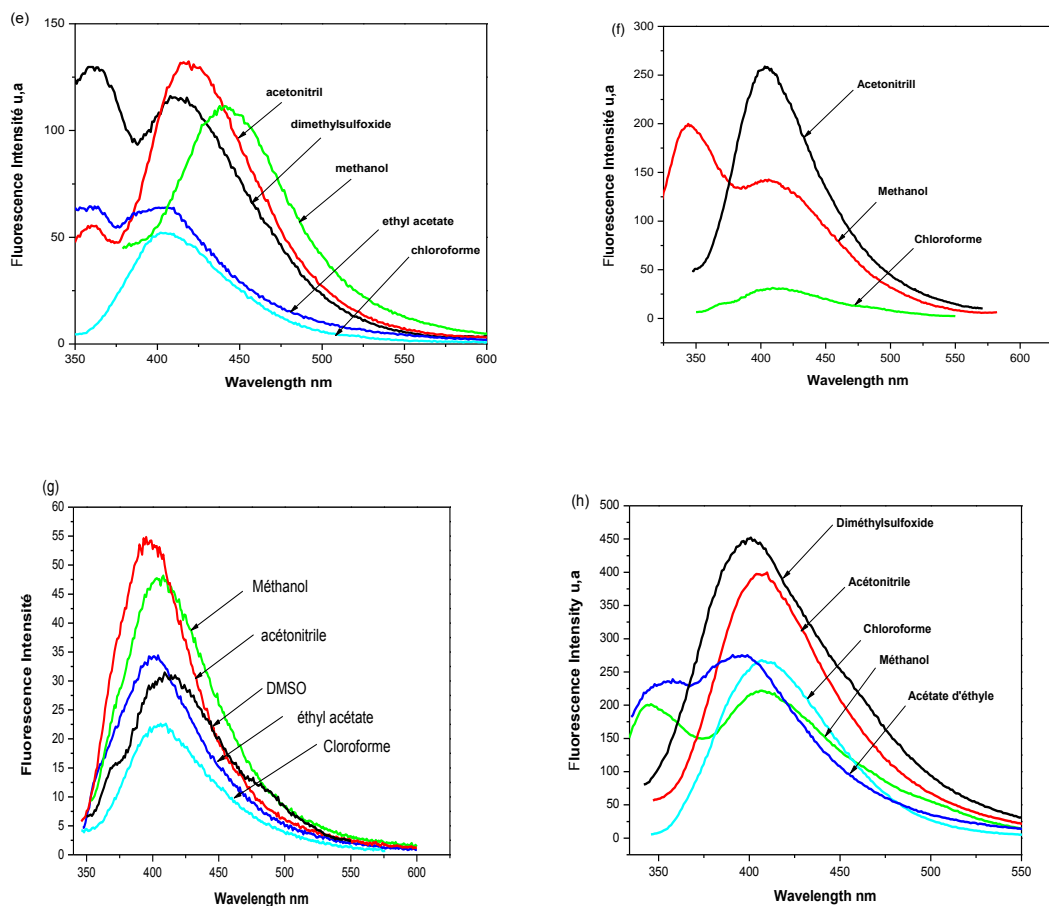 (e)
150
100
50
0
Fluorescence Intensité u,a
acetonitril
dimethylsulfoxide
methanol
ethyl acetate
chloroforme
350 400 450 500 550 600
Wavelength nm
(f)
300
250
200
150
100
50
0
Fluorescence Intensité u,a
Acetonitrill
Methanol
Chloroforme
350 400 450 500 550 600
Wavelength nm
(g)
60
55
50
45
40
35
30
25
20
15
10
5
0
Fluorescence Intensité
Méthanol
acétonitrile
DMSO
éthyl acétate
Cloroforme
350 400 450 500 550 600
Wavelength nm
(h)
500
450
400
350
300
250
200
150
100
50
0
Fluorescence Intensity u,a
Diméthylsulfoxide
Acétonitrile
Chloroforme
Méthanol
Acétate d'éthyle
350 400 450 500 550
Wavelength nm